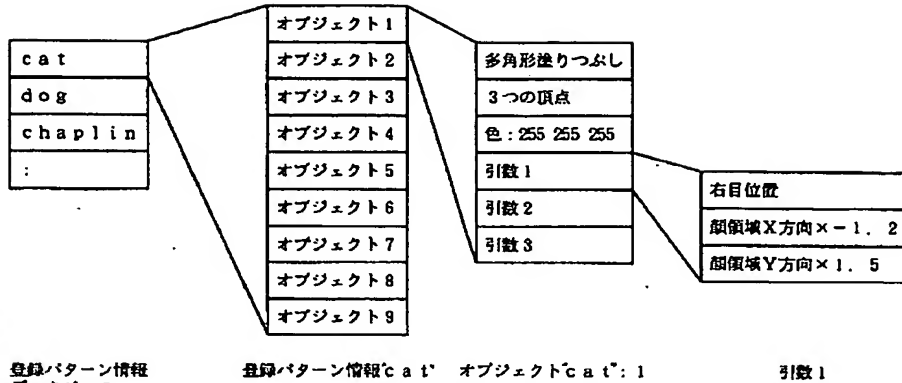 cat
dog
chaplin
:
オブジェクト1
オブジェクト2
オブジェクト3
オブジェクト4
オブジェクト5
オブジェクト6
オブジェクト7
オブジェクト8
オブジェクト9
多角形塗りつぶし
3つの頂点
色:255 255 255
引数1
引数2
引数3
右目位置
顔領域X方向×-1.2
顔領域Y方向×1.5
登録パターン情報
登録パターン情報"cat"
オブジェクト"cat":1
引数1